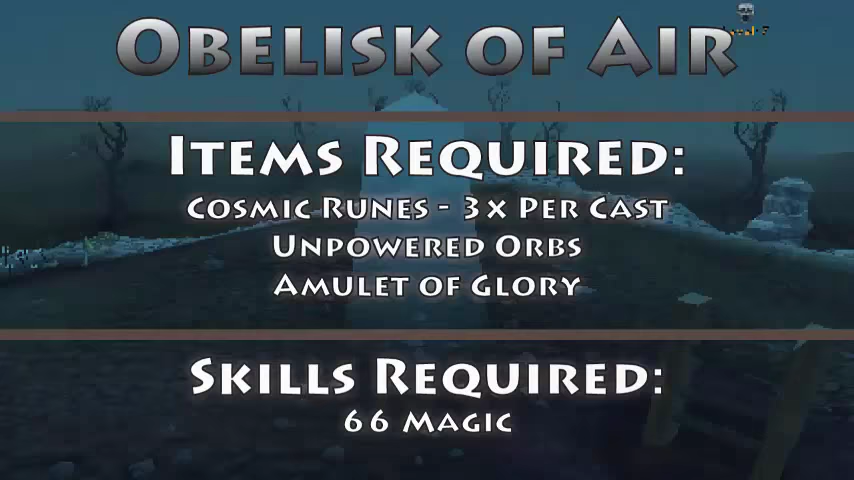 Obelisk of Air
Items Required:
Cosmic Runes - 3x Per Cast
Unpowered Orbs
Amulet of Glory
Skills Required:
66 Magic